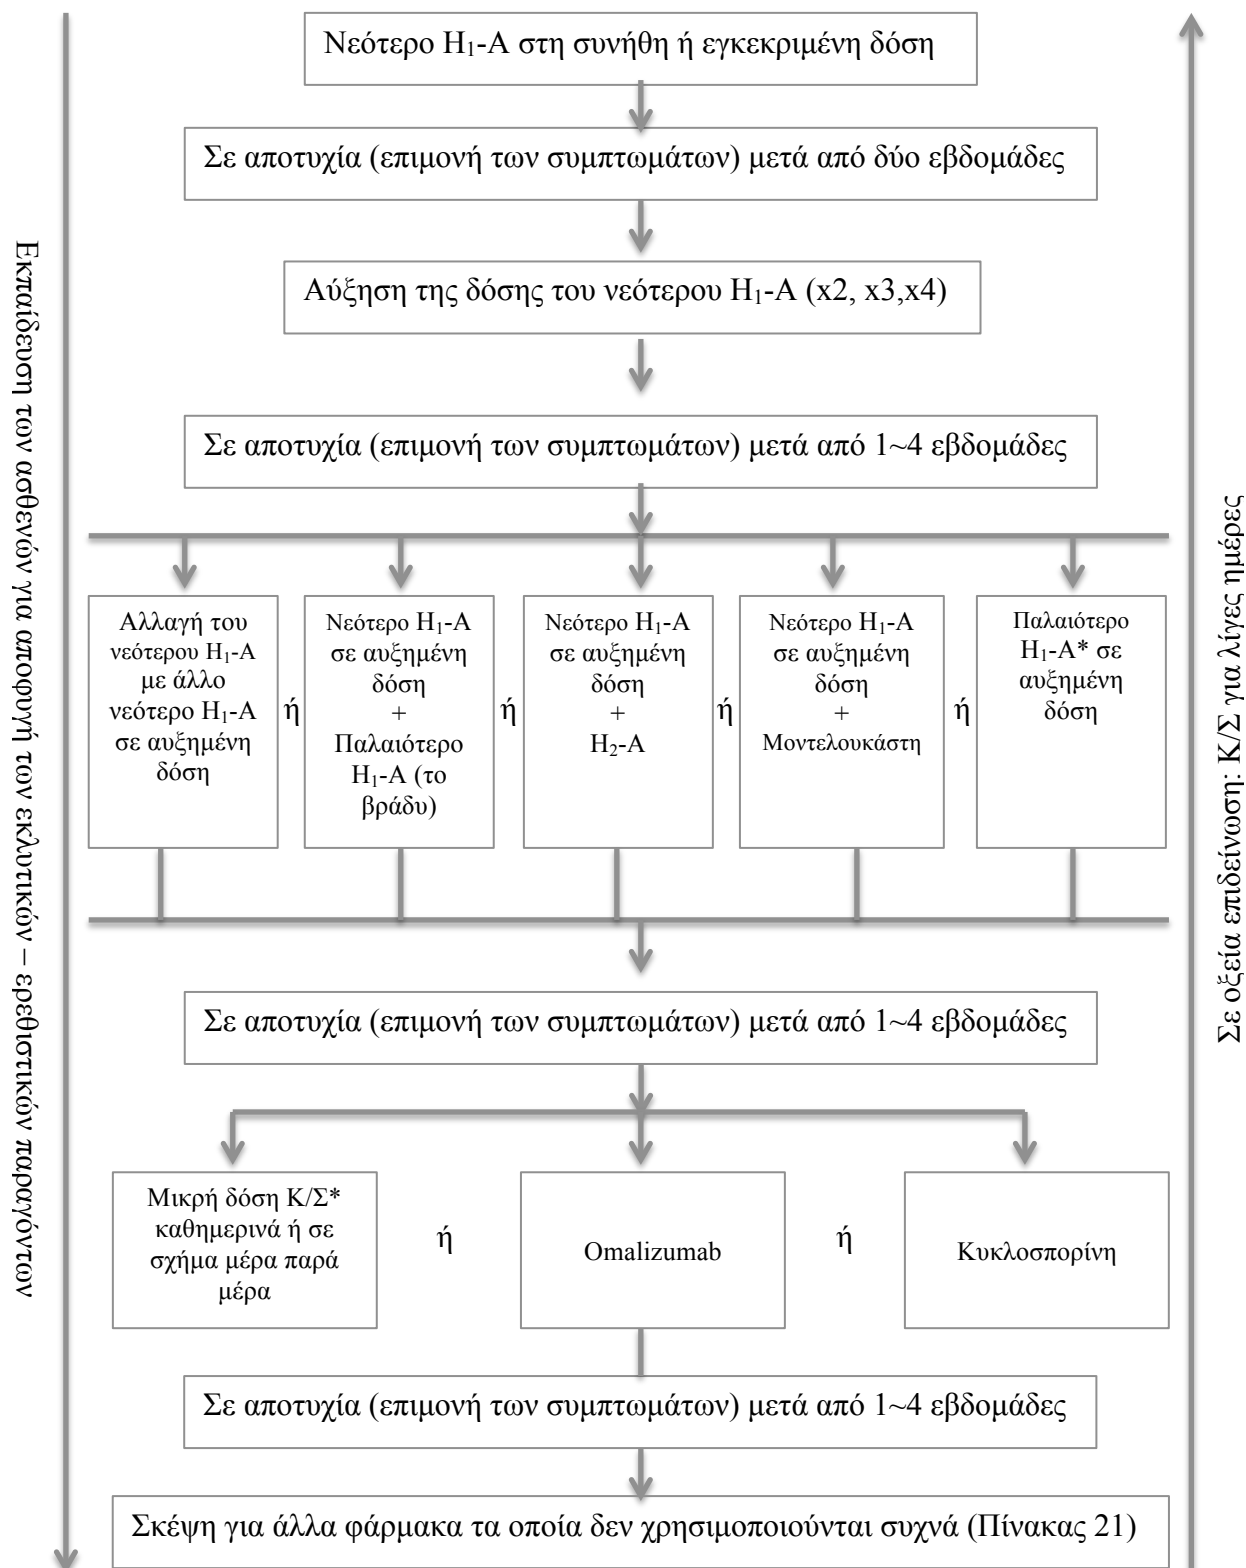 Νεότερο H₁-A στη συνήθη ή εγκεκριμένη δόση
Σε αποτυχία (επιμονή των συμπτωμάτων) μετά από δύο εβδομάδες
Αύξηση της δόσης του νεότερου H₁-A (x2, x3,x4)
Σε αποτυχία (επιμονή των συμπτωμάτων) μετά από 1~4 εβδομάδες
Αλλαγή του
νεότερου H₁-A
με άλλο
νεότερο H₁-A
σε αυξημένη
δόση
ή
Νεότερο H₁-A
σε αυξημένη
δόση
+
Παλαιότερο
H₁-A (το
βράδυ)
ή
Νεότερο H₁-A
σε αυξημένη
δόση
+
H₂-A
ή
Νεότερο H₁-A
σε αυξημένη
δόση
+
Μοντελουκάστη
ή
Παλαιότερο
H₁-A* σε
αυξημένη
δόση
Σε αποτυχία (επιμονή των συμπτωμάτων) μετά από 1~4 εβδομάδες
Μικρή δόση Κ/Σ*
καθημερινά ή σε
σχήμα μέρα παρά
μέρα
ή
Omalizumab
ή
Κυκλοσπορίνη
Σε αποτυχία (επιμονή των συμπτωμάτων) μετά από 1~4 εβδομάδες
Σκέψη για άλλα φάρμακα τα οποία δεν χρησιμοποιούνται συχνά (Πίνακας 21)
Εκπαίδευση των ασθενών για αποφυγή των εκλυτικών – ερεθιστικών παραγόντων
Σε οξεία επιδείνωση: Κ/Σ για λίγες ημέρες